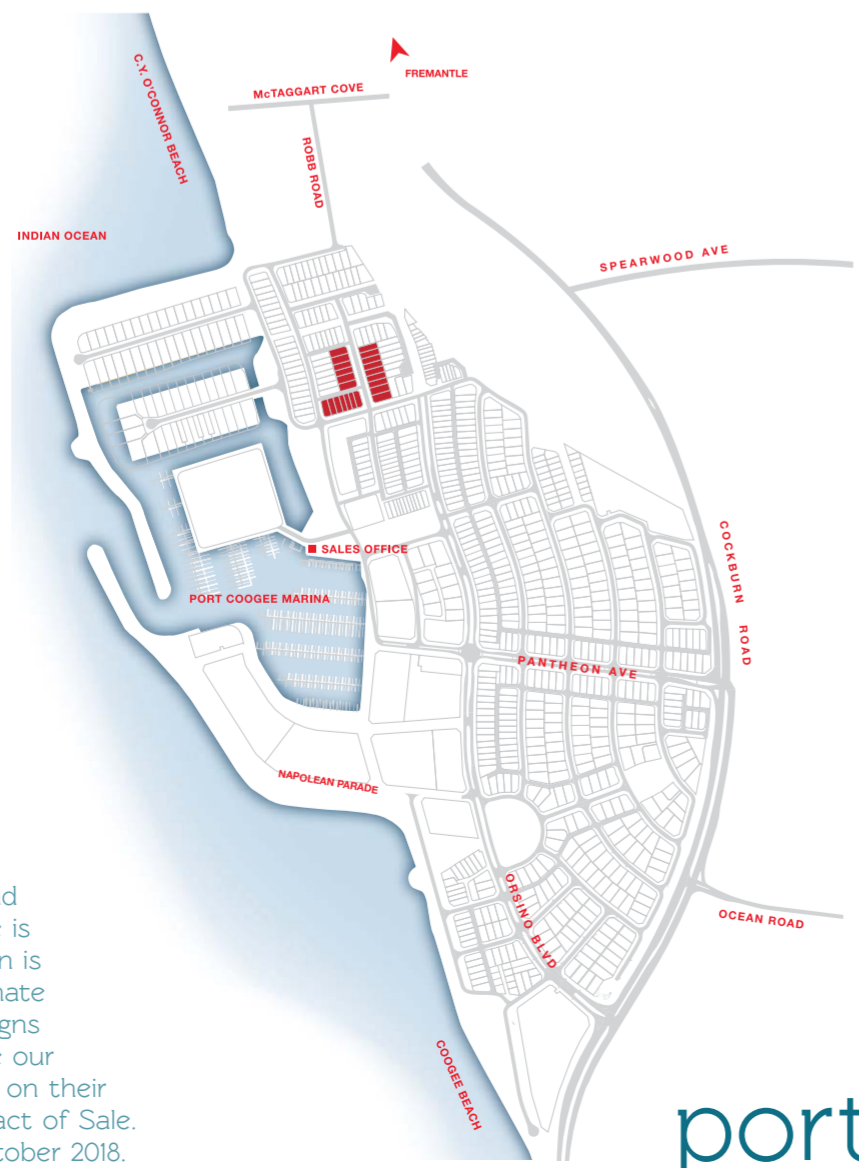 C.Y. O'CONNOR BEACH
FREMANTLE
McTAGGART COVE
ROBB ROAD
INDIAN OCEAN
SPEARWOOD AVE
SALES OFFICE
COCKBURN ROAD
PORT COOGEE MARINA
PANTHEON AVE
NAPOLEAN PARADE
ORSINO BLVD
OCEAN ROAD
COOGEE BEACH
is
n is
nate
igns
our
on their
act of Sale.
tober 2018.
port